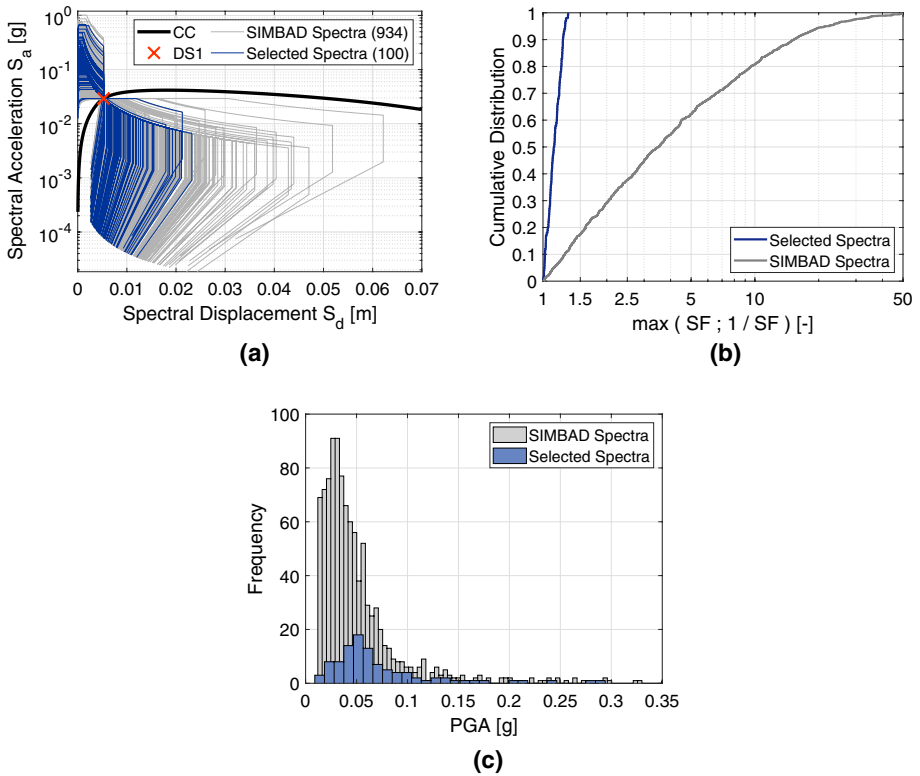 10^0
10^-1
10^-2
10^-3
10^-4
Spectral Acceleration S_a [g]
CC
SIMBAD Spectra (934)
DS1
Selected Spectra (100)
0 0.01 0.02 0.03 0.04 0.05 0.06 0.07
Spectral Displacement S_d [m]
(a)
1
0.9
0.8
0.7
0.6
0.5
0.4
0.3
0.2
0.1
0
Cumulative Distribution
Selected Spectra
SIMBAD Spectra
1 1.5 2.5 5 10 50
max ( SF ; 1 / SF ) [-]
(b)
100
80
60
40
20
0
Frequency
SIMBAD Spectra
Selected Spectra
0 0.05 0.1 0.15 0.2 0.25 0.3 0.35
PGA [g]
(c)